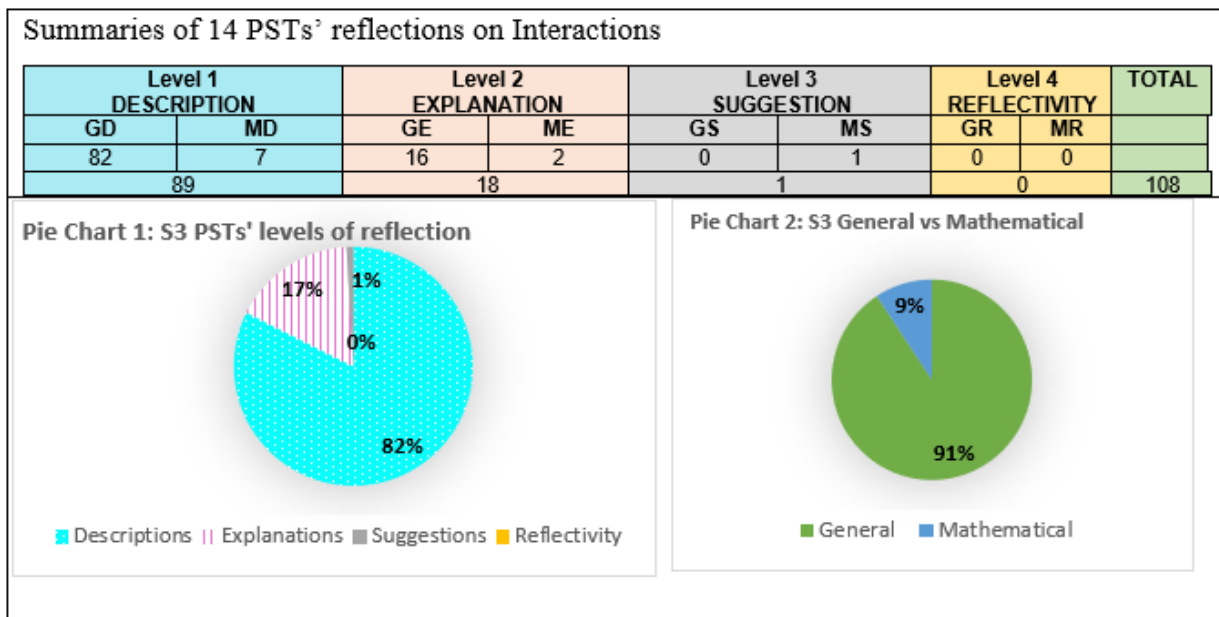 Summaries of 14 PSTs' reflections on Interactions
Level 1 Level 2 Level 3 Level 4 TOTAL
DESCRIPTION EXPLANATION SUGGESTION REFLECTIVITY
GD MD GE ME GS MS GR MR
82 7 16 2 0 1 0 0
89 18 1 0 108
Pie Chart 1: S3 PSTs' levels of reflection
17%
1%
0%
82%
Descriptions Explanations Suggestions Reflectivity
Pie Chart 2: S3 General vs Mathematical
9%
91%
General Mathematical